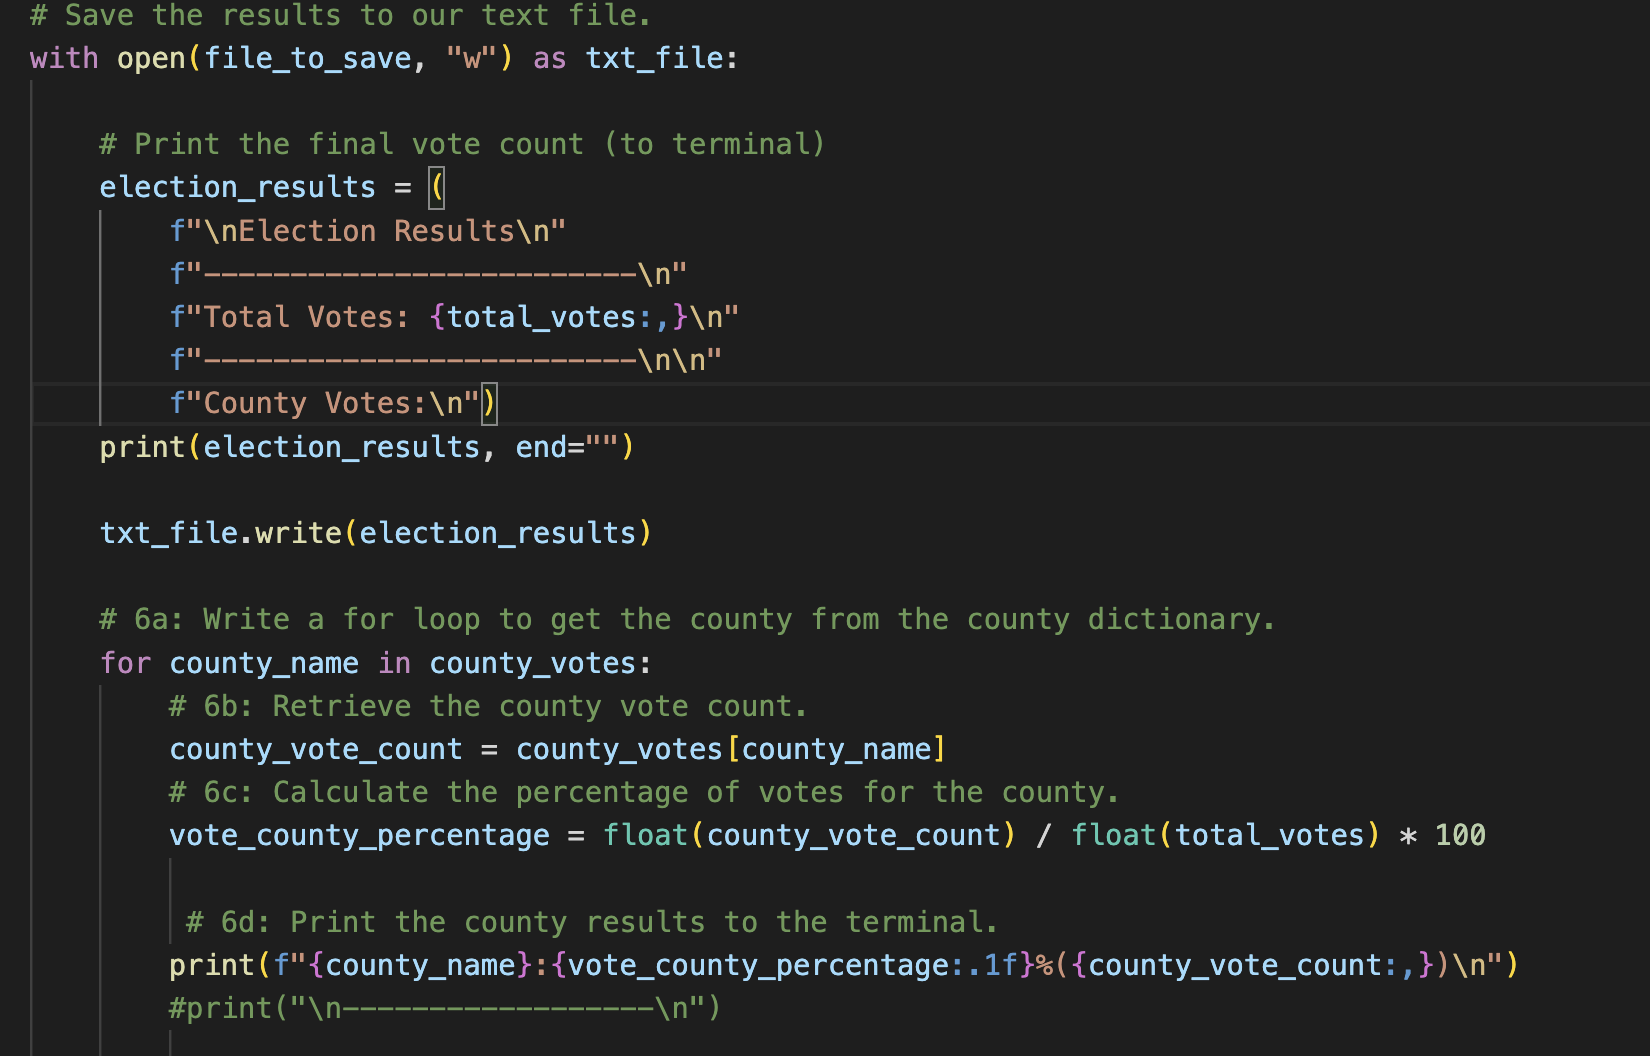 # Save the results to our text file.
with open(file_to_save, "w") as txt_file:
# Print the final vote count (to terminal)
election_results = (
f"\nElection Results\n"
f"-------------------------\n"
f"Total Votes: {total_votes:,}\n"
f"-------------------------\n\n"
f"County Votes:\n")
print(election_results, end="")
txt_file.write(election_results)
# 6a: Write a for loop to get the county from the county dictionary.
for county_name in county_votes:
# 6b: Retrieve the county vote count.
county_vote_count = county_votes[county_name]
# 6c: Calculate the percentage of votes for the county.
vote_county_percentage = float(county_vote_count) / float(total_votes) * 100
# 6d: Print the county results to the terminal.
print(f"{county_name}:{vote_county_percentage:.1f}%({county_vote_count:,})\n")
#print("\n------------------\n")